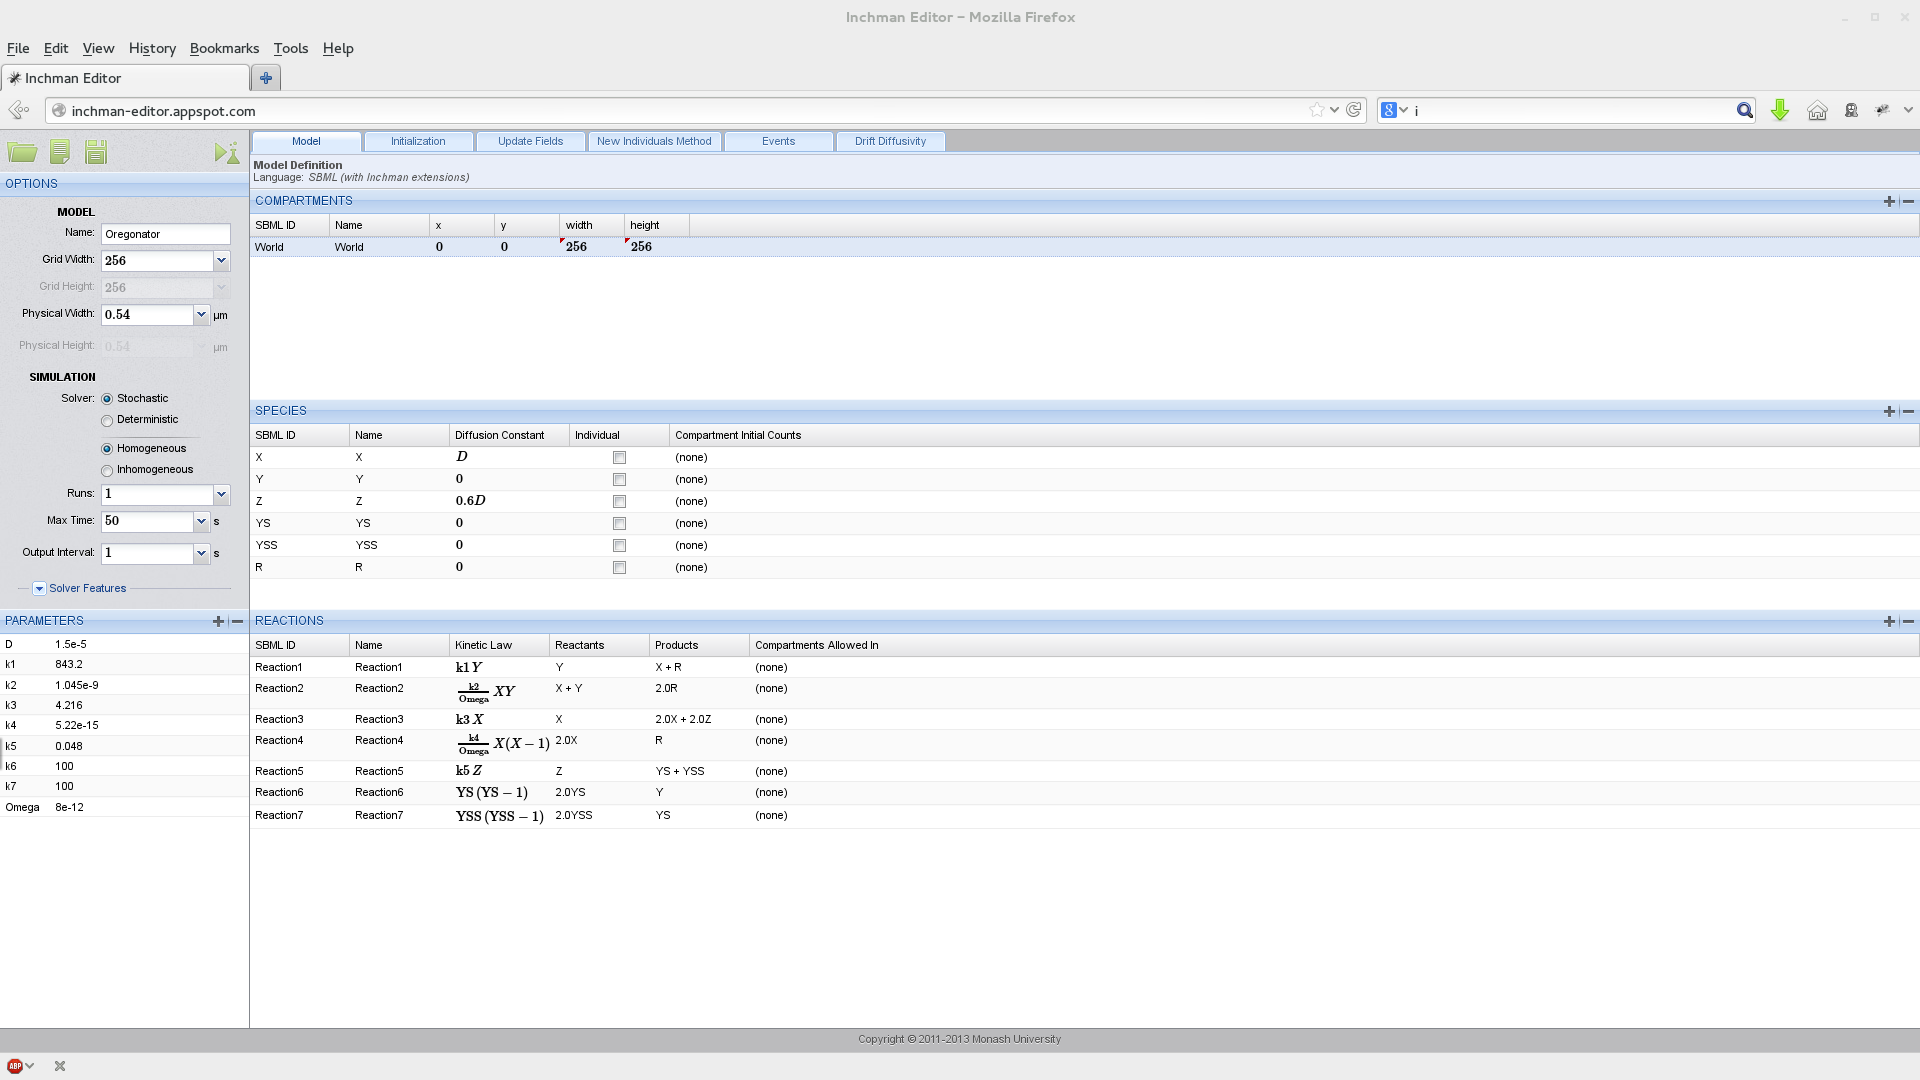 Inchman Editor – Mozilla Firefox
File Edit View History Bookmarks Tools Help
Inchman Editor
inchman-editor.appspot.com
8 i
Model Initialization Update Fields New Individuals Method Events Drift Diffusivity
Model Definition
Language: SBML (with Inchman extensions)
OPTIONS
MODEL
Name: Oregonator
Grid Width: 256
Grid Height: 256
Physical Width: 0.54 µm
Physical Height: 0.54 µm
SIMULATION
Solver: Stochastic
Deterministic
Homogeneous
Inhomogeneous
Runs: 1
Max Time: 50 s
Output Interval: 1 s
Solver Features
PARAMETERS
D 1.5e-5
k1 843.2
k2 1.045e-9
k3 4.216
k4 5.22e-15
k5 0.048
k6 100
k7 100
Omega 8e-12
COMPARTMENTS
SBML ID Name x y width height
World World 0 0 256 256
SPECIES
SBML ID Name Diffusion Constant Individual Compartment Initial Counts
X X D (none)
Y Y 0 (none)
Z Z 0.6D (none)
YS YS 0 (none)
YSS YSS 0 (none)
R R 0 (none)
REACTIONS
SBML ID Name Kinetic Law Reactants Products Compartments Allowed In
Reaction1 Reaction1 k1 Y Y X + R (none)
Reaction2 Reaction2 k2/Omega XY X + Y 2.0R (none)
Reaction3 Reaction3 k3 X X 2.0X + 2.0Z (none)
Reaction4 Reaction4 k4/Omega X(X − 1) 2.0X R (none)
Reaction5 Reaction5 k5 Z Z YS + YSS (none)
Reaction6 Reaction6 YS (YS − 1) 2.0YS Y (none)
Reaction7 Reaction7 YSS (YSS − 1) 2.0YSS YS (none)
Copyright © 2011-2013 Monash University
ABP